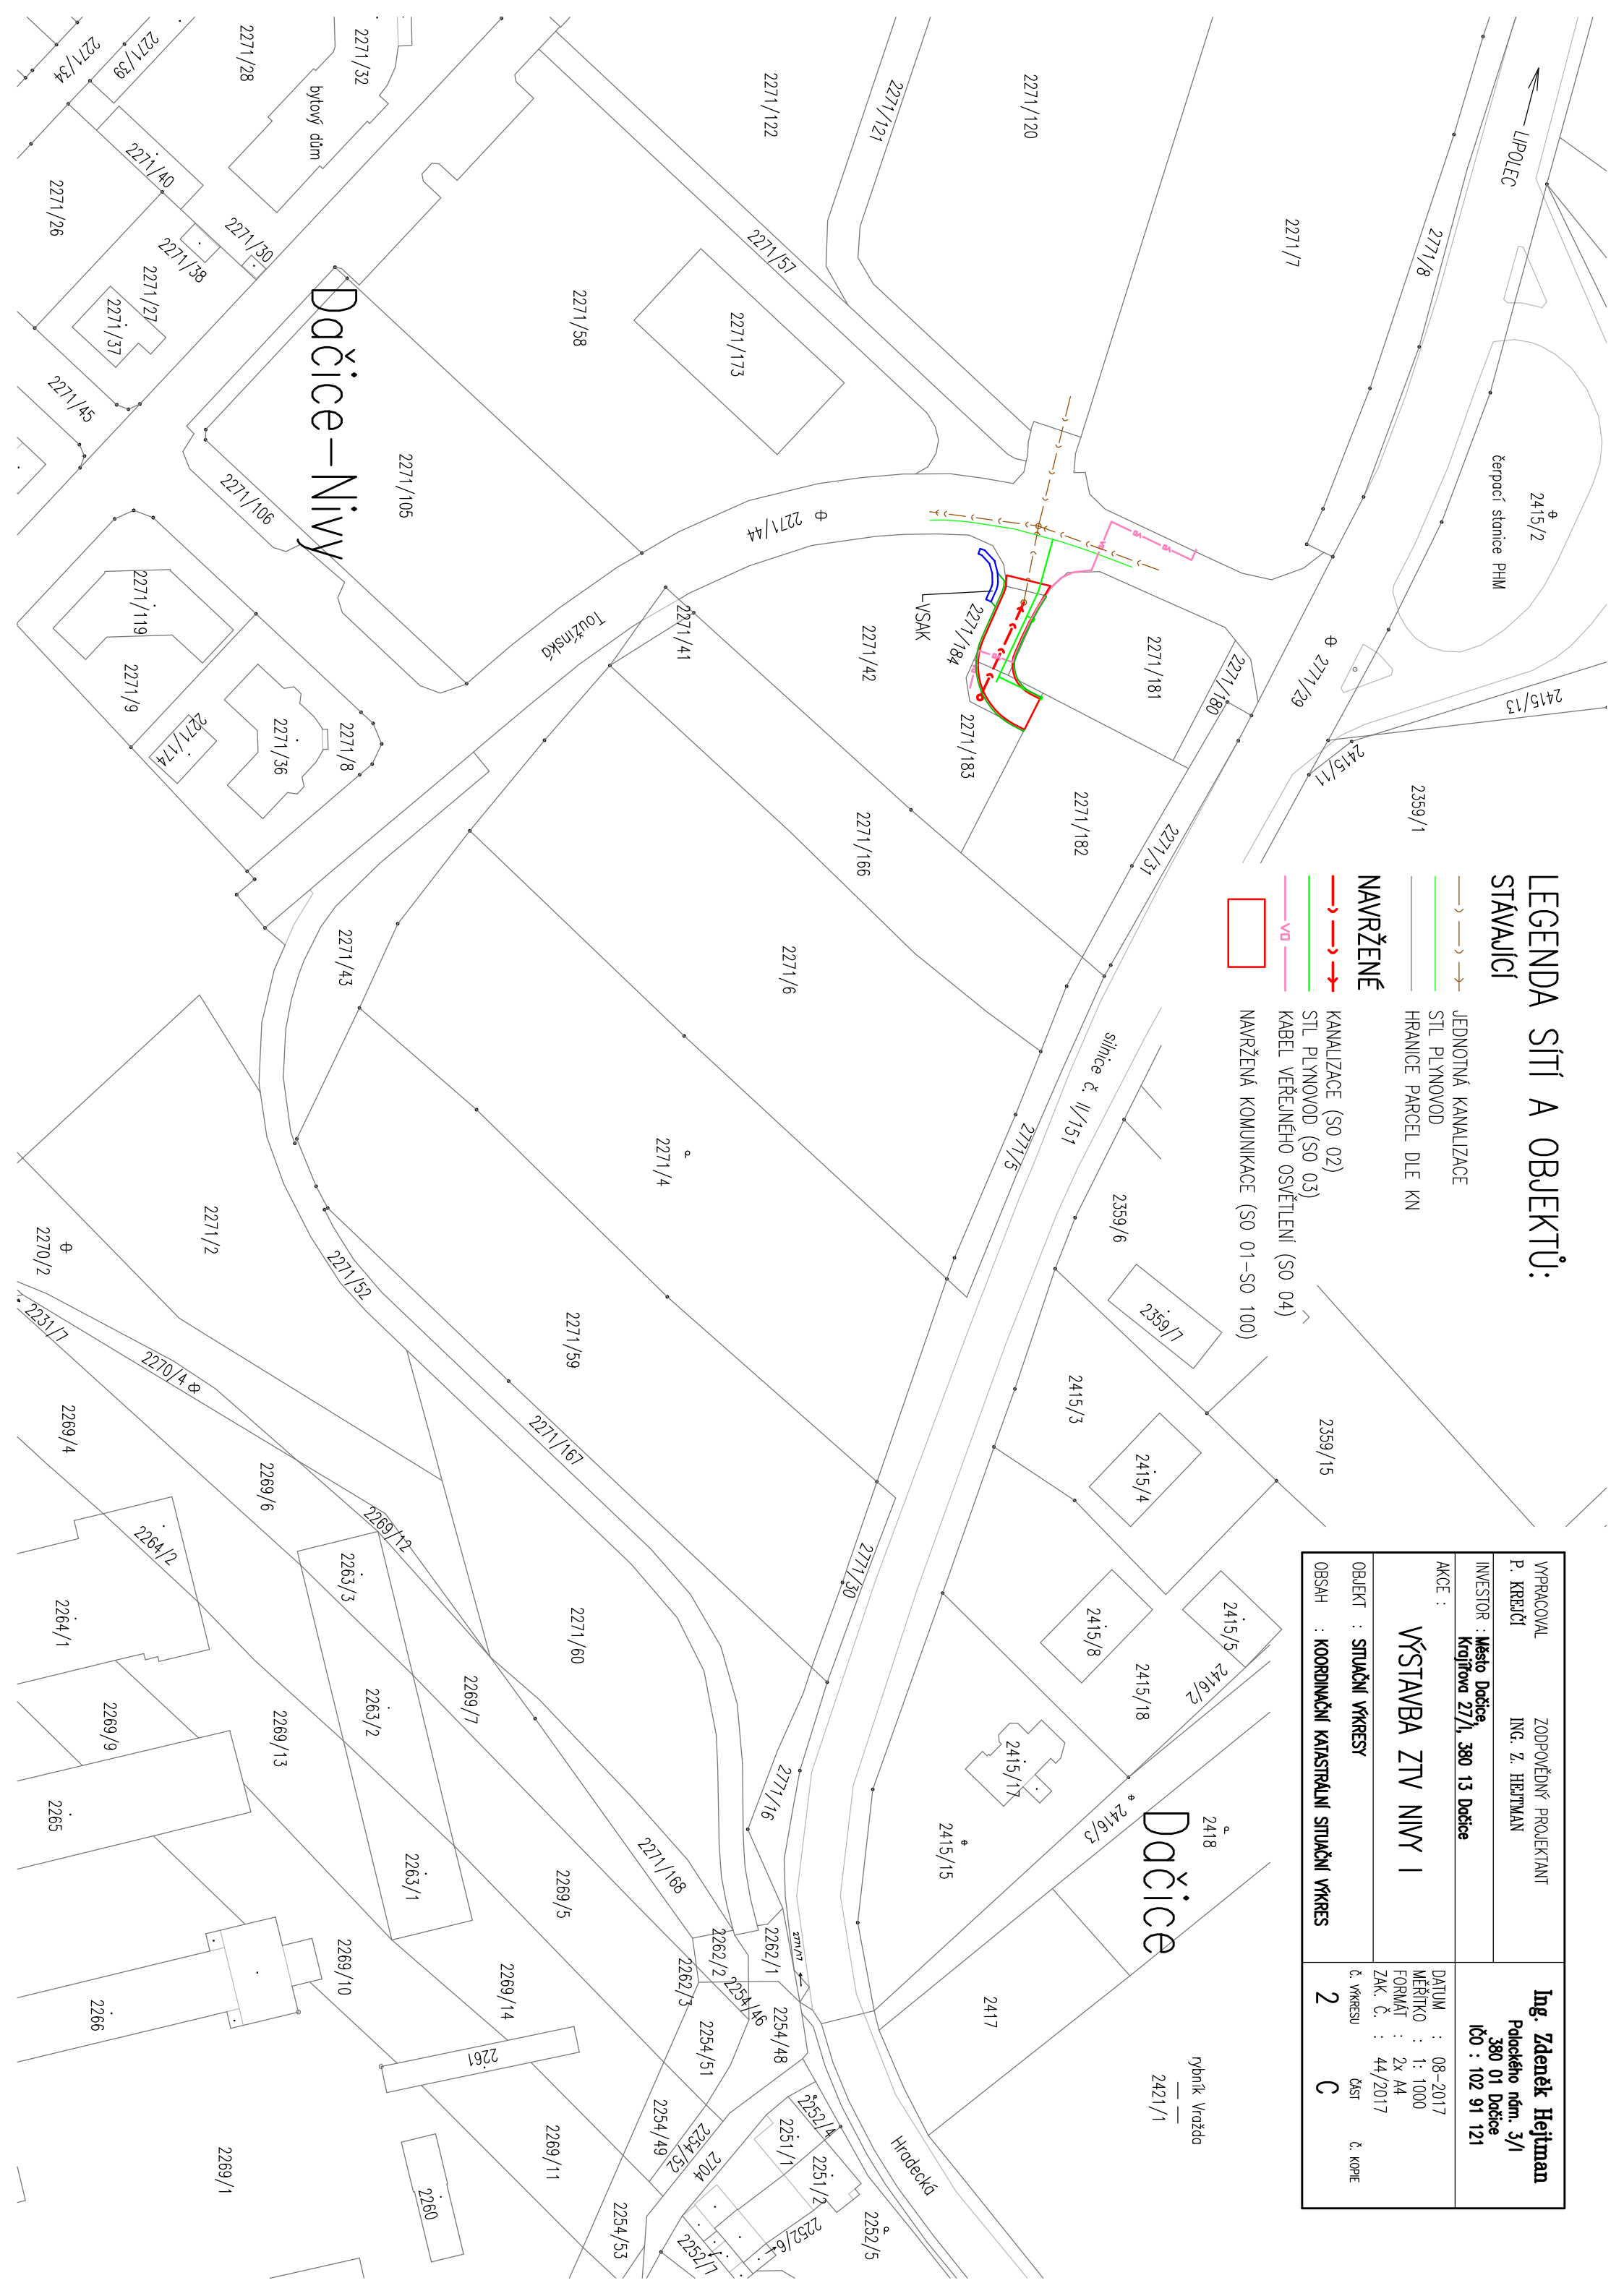 LEGENDA SÍTÍ A OBJEKTŮ:
STÁVAJÍCÍ
JEDNOTNÁ KANALIZACE
STL PLYNOVOD
HRANICE PARCEL DLE KN
NAVRŽENÉ
KANALIZACE (SO 02)
STL PLYNOVOD (SO 03)
VO
KABEL VEŘEJNÉHO OSVĚTLENÍ (SO 04)
NAVRŽENÁ KOMUNIKACE (SO 01-SO 100)
VYPRACOVAL
ZODPOVĚDNÝ PROJEKTANT
P. KREJČÍ
ING. Z. HEJTMAN
INVESTOR : Město Dačice,
Krajířova 27/I, 380 13 Dačice
AKCE :
VÝSTAVBA ZTV NIVY I
OBJEKT : SITUAČNÍ VÝKRESY
OBSAH : KOORDINAČNÍ KATASTRÁLNÍ SITUAČNÍ VÝKRES
Ing. Zdeněk Hejtman
Palackého nám. 3/I
380 01 Dačice
IČO : 102 91 121
DATUM : 08-2017
MĚŘÍTKO : 1: 1000
FORMÁT : 2x A4
ZAK. Č. : 44/2017
Č. VÝKRESU
ČÁST
Č. KOPIE
2
C
LIPOLEC
2771/8
2271/7
2415/2
čerpací stanice PHM
2271/120
2271/121
2271/122
2271/57
2271/32
2271/28
bytový dům
2271/39
2271/34
2271/40
2271/26
2271/30
2271/38
2271/27
2271/37
2271/45
2271/58
2271/173
Dačice-Nivy
2271/105
2271/106
2271/44
2271/119
2271/9
2271/174
2271/36
2271/8
Toužínská
2271/41
2271/42
VSAK
2271/184
2271/183
2271/181
2271/180
2771/29
2415/13
2415/11
2359/1
2271/182
2271/31
2271/166
2271/6
2271/43
silnice č. II/151
2771/5
2271/4
2359/6
2359/7
2271/2
2270/2
2231/7
2271/52
2270/4
2271/59
2271/167
2415/3
2359/15
2415/4
2269/4
2269/6
2269/12
2264/2
2263/3
2264/1
2271/60
2771/30
2415/8
2415/5
2416/2
2415/18
2269/7
2263/2
2269/13
2269/9
2265
2415/17
2771/16
2416/3
Dačice
2418
2415/15
2271/168
2263/1
2269/5
2262/1
2771/17
2262/2
2262/3
2254/46
2254/48
2269/10
2269/14
2266
2417
2254/51
2261
rybník Vražda
2421/1
2252/4
2251/1
2254/49
2254/52
2704
2251/2
Hradecká
2269/11
2269/1
2260
2254/53
2252/7
2252/6
2252/5